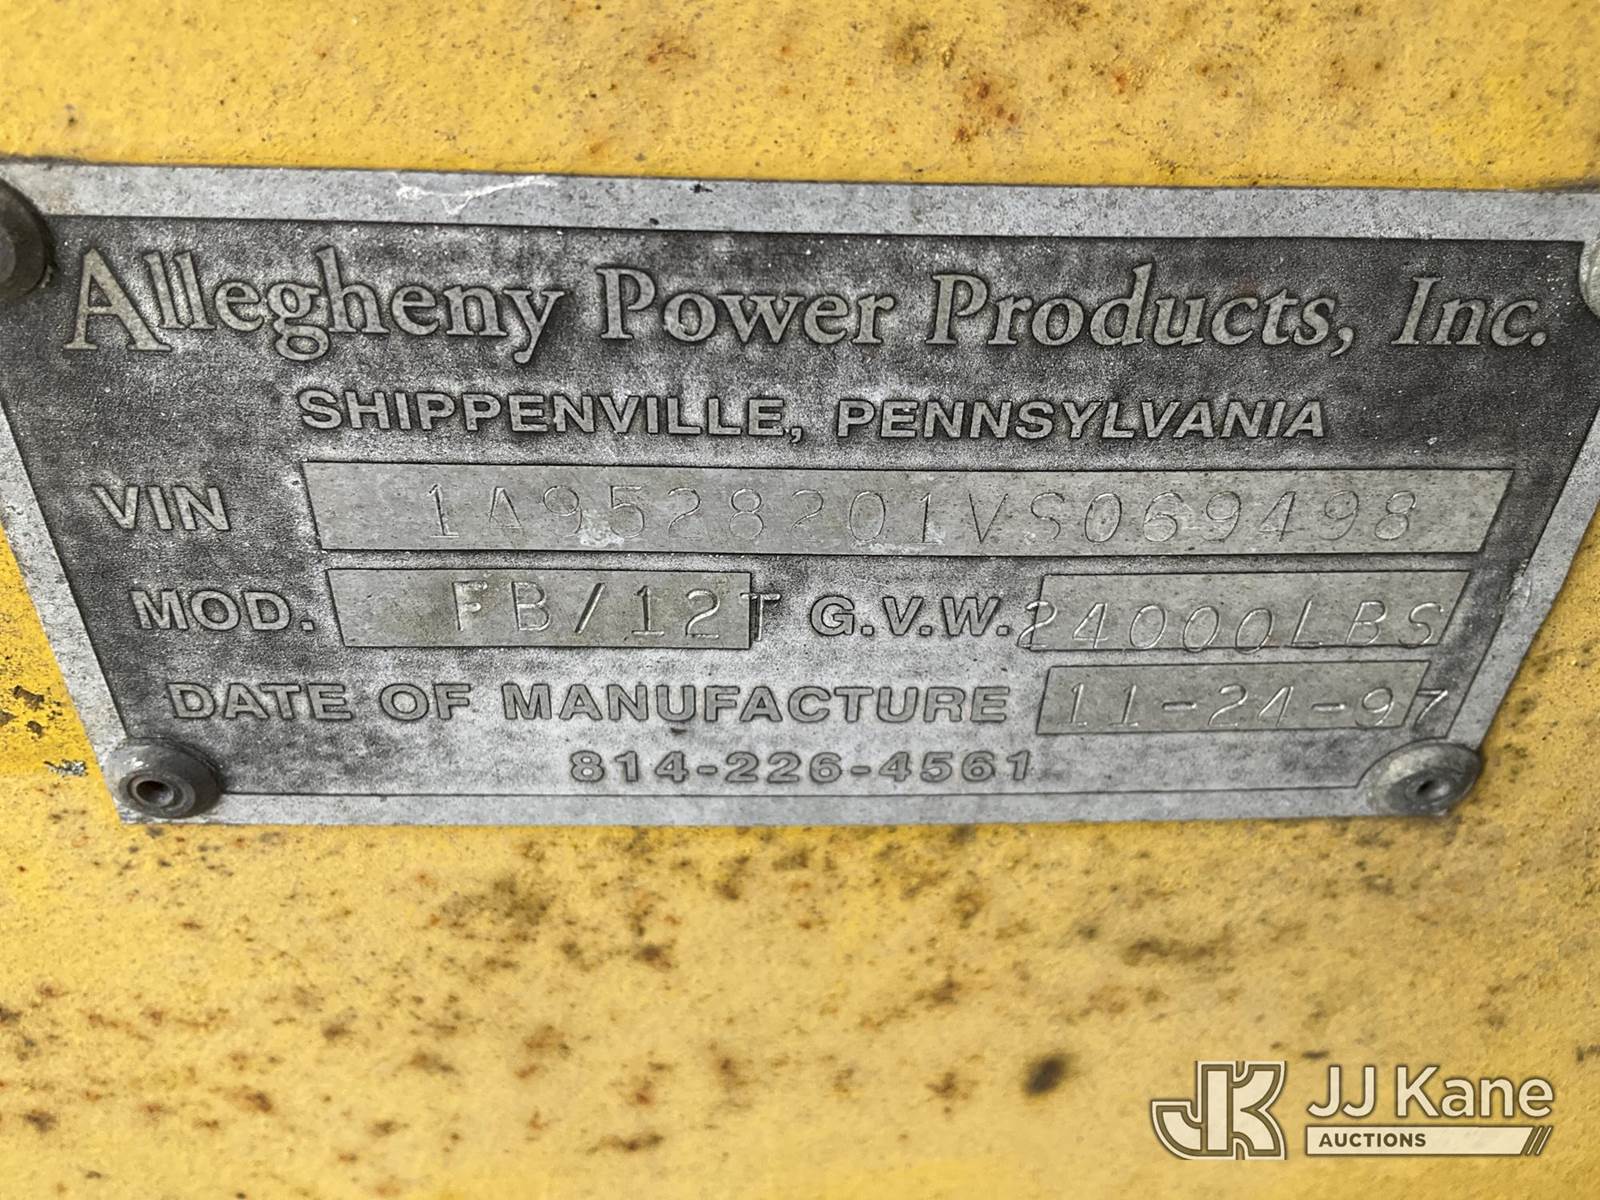 Allegheny Power Products, Inc.
SHIPPENVILLE, PENNSYLVANIA
VIN 1A9528201VS069498
MOD. FB/12T G.V.W. 24000LBS
DATE OF MANUFACTURE 11-24-97
814-226-4561
JK JJ Kane
AUCTIONS